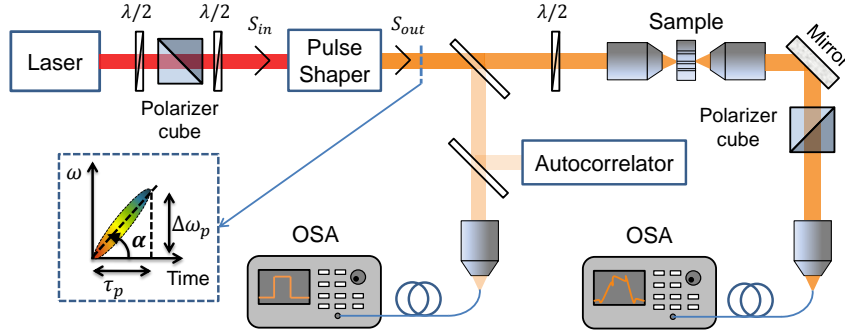 λ/2
λ/2
S_in
S_out
λ/2
Sample
Mirror
Laser
Pulse
Shaper
Polarizer
cube
Polarizer
cube
Autocorrelator
ω
α
Δω_p
Time
τ_p
OSA
OSA